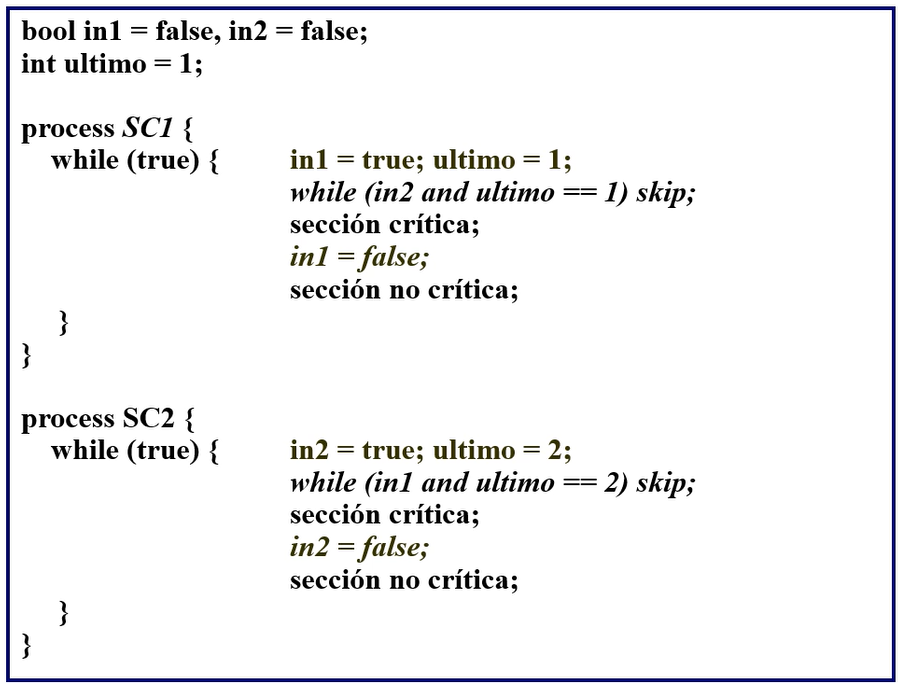 bool in1 = false, in2 = false;
int ultimo = 1;
process SC1 {
while (true) { in1 = true; ultimo = 1;
while (in2 and ultimo == 1) skip;
sección crítica;
in1 = false;
sección no crítica;
}
}
process SC2 {
while (true) { in2 = true; ultimo = 2;
while (in1 and ultimo == 2) skip;
sección crítica;
in2 = false;
sección no crítica;
}
}